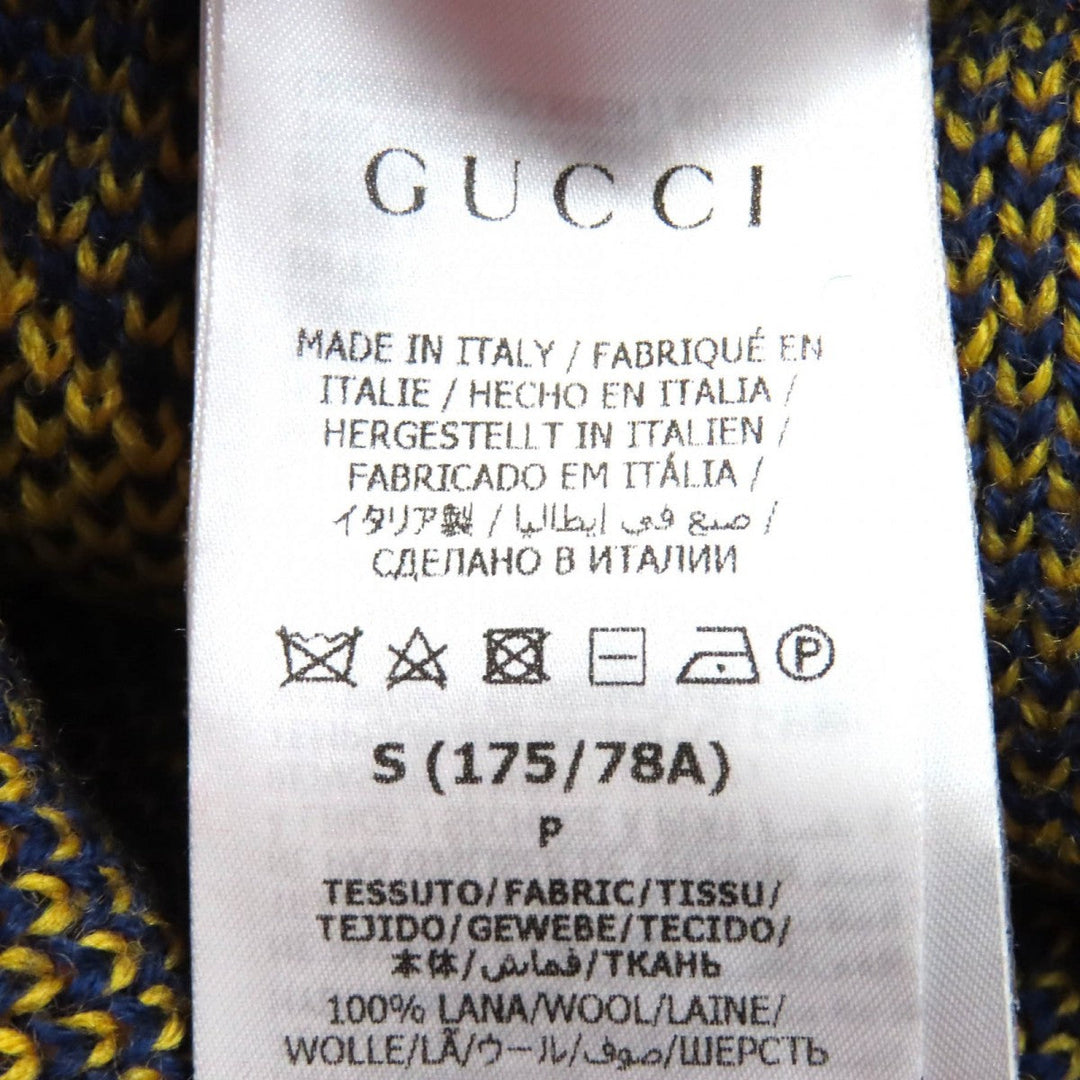 GUCCI
MADE IN ITALY / FABRIQUÉ EN
ITALIE / HECHO EN ITALIA /
HERGESTELLT IN ITALIEN /
FABRICADO EM ITÁLIA /
イタリア製 / صنع في إيطاليا /
СДЕЛАНО В ИТАЛИИ
P
S (175/78A)
P
TESSUTO/FABRIC/TISSU/
TEJIDO/GEWEBE/TECIDO/
本体/قماش/ТКАНЬ
100% LANA/WOOL/LAINE/
WOLLE/LÃ/ウール/صوف/ШЕРСТЬ